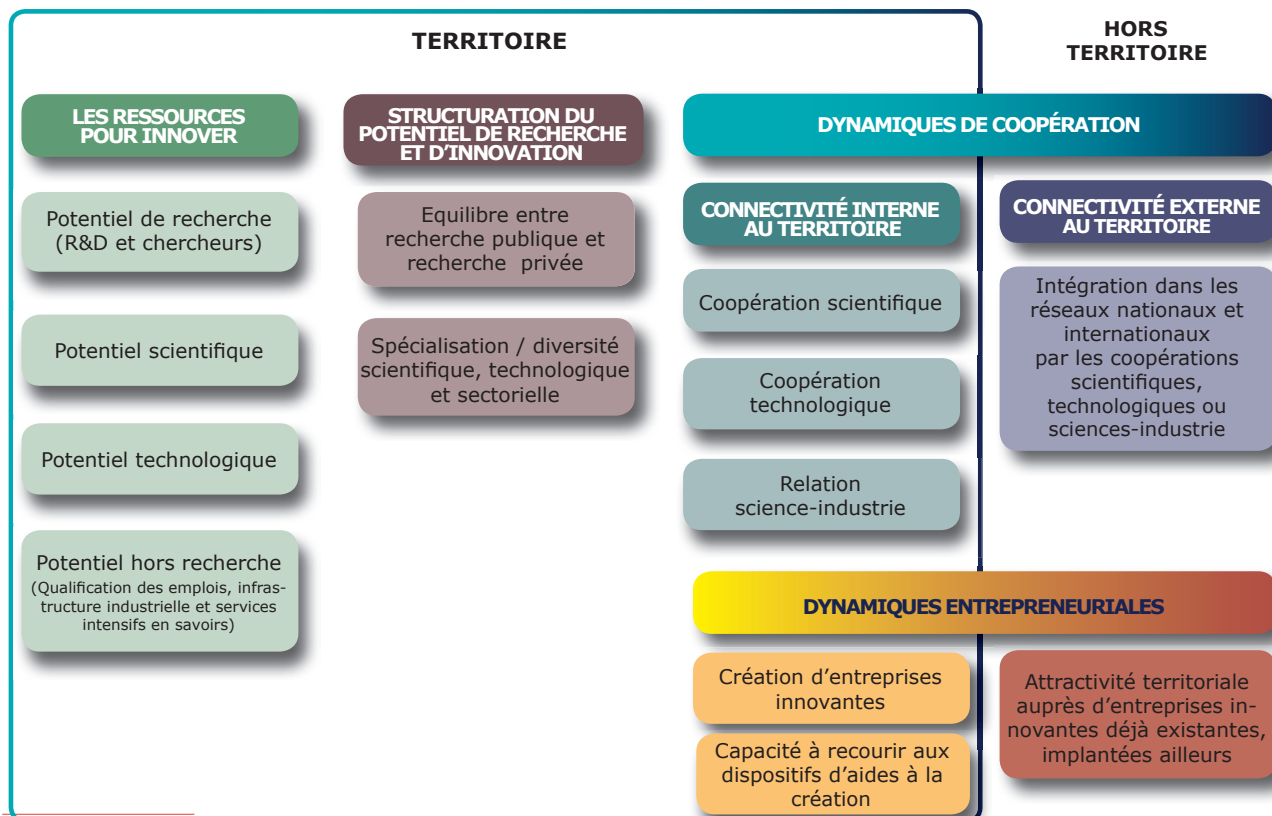 TERRITOIRE
HORS
TERRITOIRE
LES RESSOURCES
POUR INNOVER
Potentiel de recherche
(R&D et chercheurs)
Potentiel scientifique
Potentiel technologique
Potentiel hors recherche
(Qualification des emplois, infras-
tructure industrielle et services
intensifs en savoirs)
STRUCTURATION DU
POTENTIEL DE RECHERCHE
ET D'INNOVATION
Equilibre entre
recherche publique et
recherche privée
Spécialisation / diversité
scientifique, technologique
et sectorielle
DYNAMIQUES DE COOPÉRATION
CONNECTIVITÉ INTERNE
AU TERRITOIRE
Coopération scientifique
Coopération
technologique
Relation
science-industrie
CONNECTIVITÉ EXTERNE
AU TERRITOIRE
Intégration dans les
réseaux nationaux et
internationaux
par les coopérations
scientifiques,
technologiques ou
sciences-industrie
DYNAMIQUES ENTREPRENEURIALES
Création d'entreprises
innovantes
Capacité à recourir aux
dispositifs d'aides à la
création
Attractivité territoriale
auprès d'entreprises in-
novantes déjà existantes,
implantées ailleurs